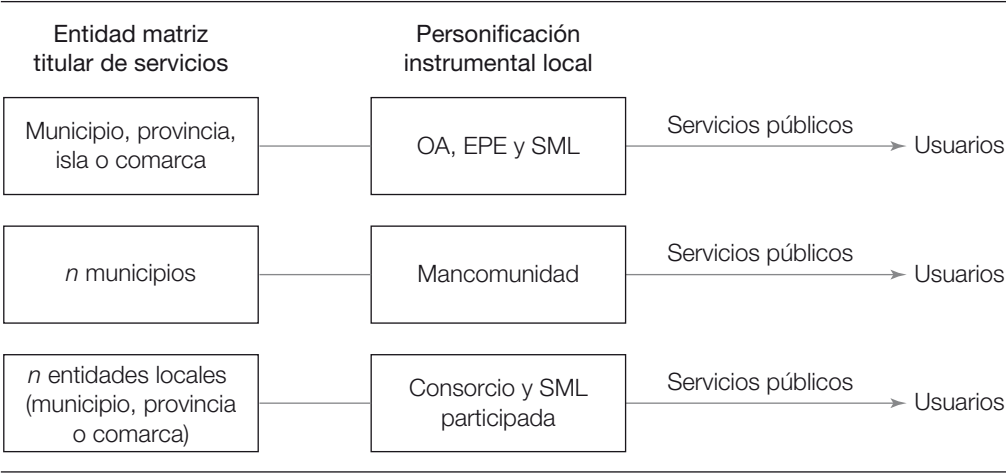 Entidad matriz
titular de servicios
Personificación
instrumental local
Municipio, provincia,
isla o comarca
OA, EPE y SML
Servicios públicos
Usuarios
n municipios
Mancomunidad
Servicios públicos
Usuarios
n entidades locales
(municipio, provincia
o comarca)
Consorcio y SML
participada
Servicios públicos
Usuarios